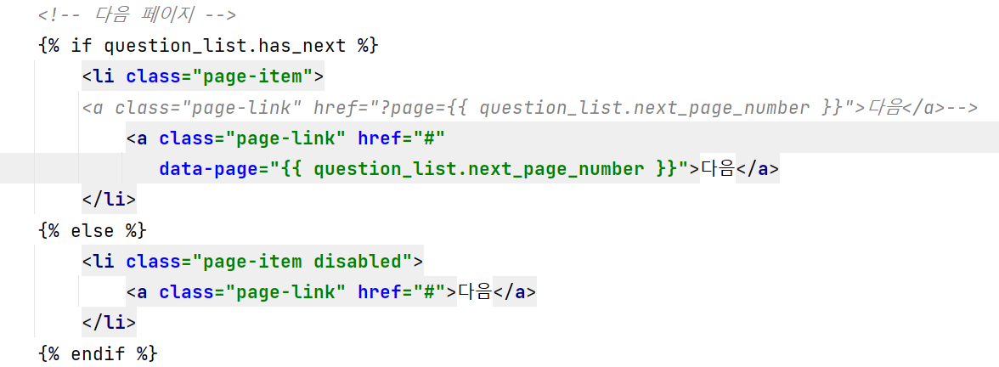 <!-- 다음 페이지 -->
{% if question_list.has_next %}
<li class="page-item">
<a class="page-link" href="?page={{ question_list.next_page_number }}">다음</a>-->
<a class="page-link" href="#"
data-page="{{ question_list.next_page_number }}">다음</a>
</li>
{% else %}
<li class="page-item disabled">
<a class="page-link" href="#">다음</a>
</li>
{% endif %}